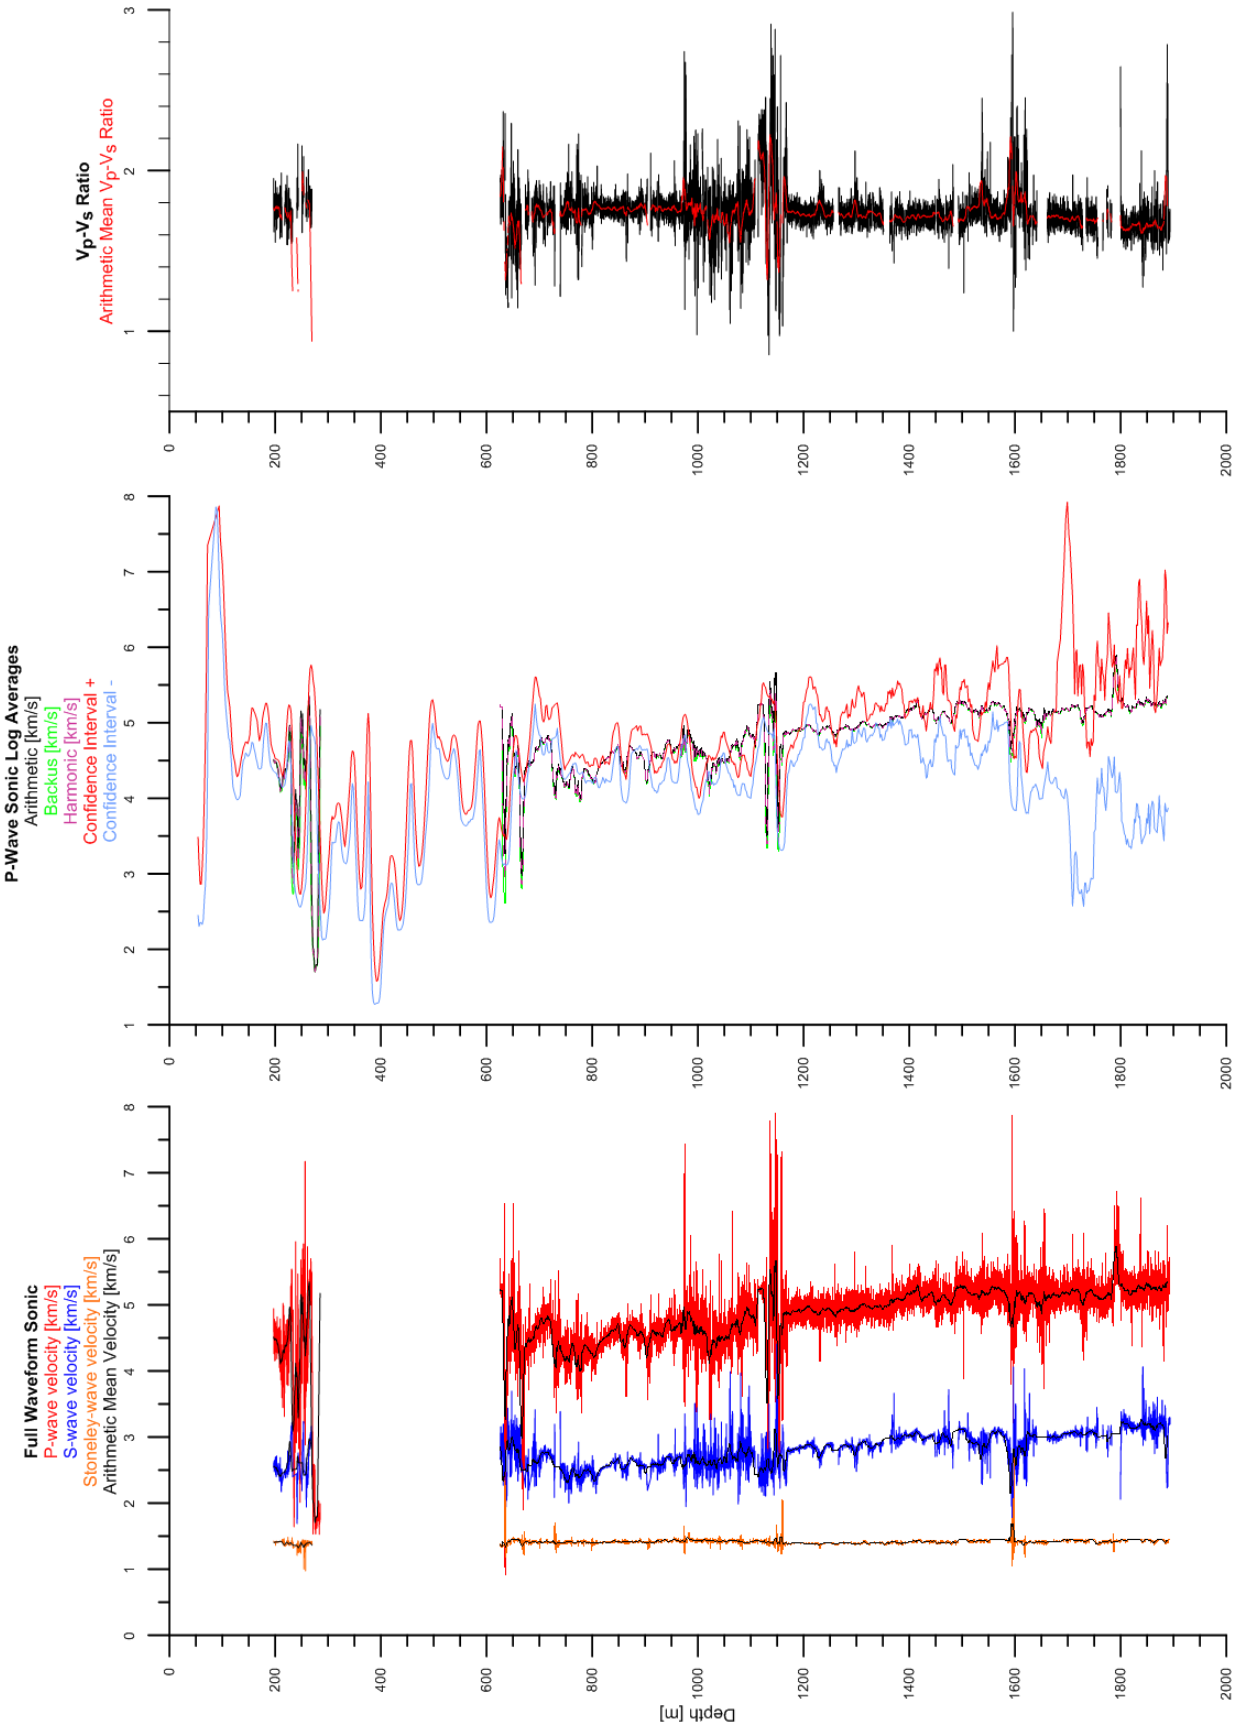 Full Waveform Sonic
P-wave velocity [km/s]
S-wave velocity [km/s]
Stoneley-wave velocity [km/s]
Arithmetic Mean Velocity [km/s]
0 1 2 3 4 5 6 7 8
Depth [m]
0
200
400
600
800
1000
1200
1400
1600
1800
2000
P-Wave Sonic Log Averages
Arithmetic [km/s]
Backus [km/s]
Harmonic [km/s]
Confidence Interval +
Confidence Interval -
1 2 3 4 5 6 7 8
0
200
400
600
800
1000
1200
1400
1600
1800
2000
Vp-Vs Ratio
Arithmetic Mean Vp-Vs Ratio
1 2 3
0
200
400
600
800
1000
1200
1400
1600
1800
2000